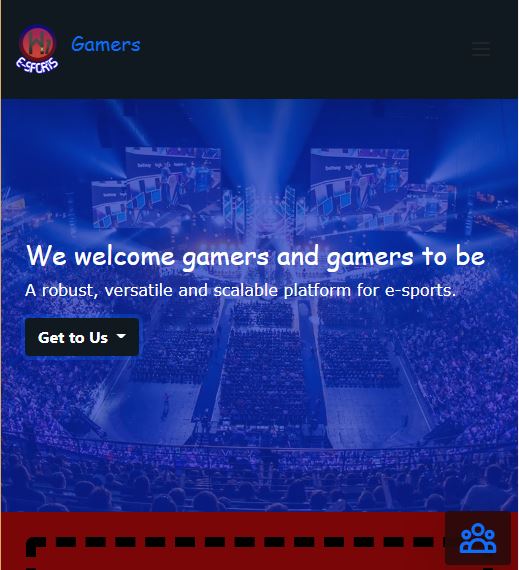 E-SPORTS
Gamers
We welcome gamers and gamers to be
A robust, versatile and scalable platform for e-sports.
Get to Us